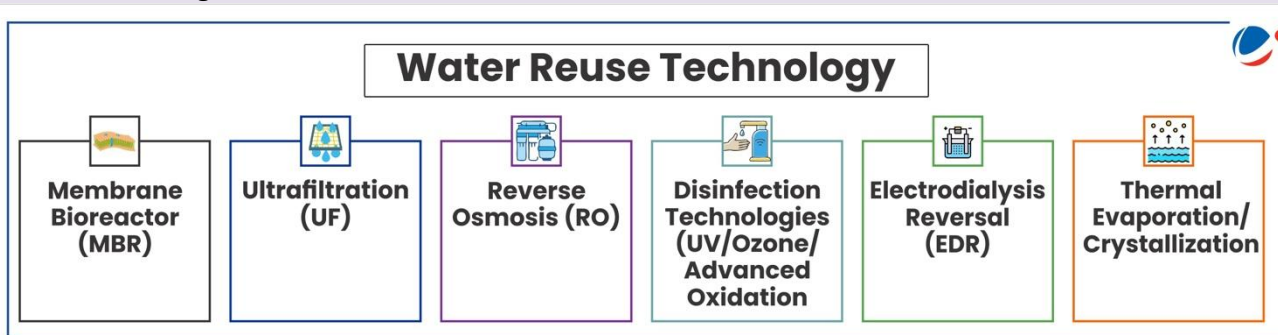 Water Reuse Technology
Membrane
Bioreactor
(MBR)
Ultrafiltration
(UF)
Reverse
Osmosis (RO)
Disinfection
Technologies
(UV/Ozone/
Advanced
Oxidation
Electrodialysis
Reversal
(EDR)
Thermal
Evaporation/
Crystallization